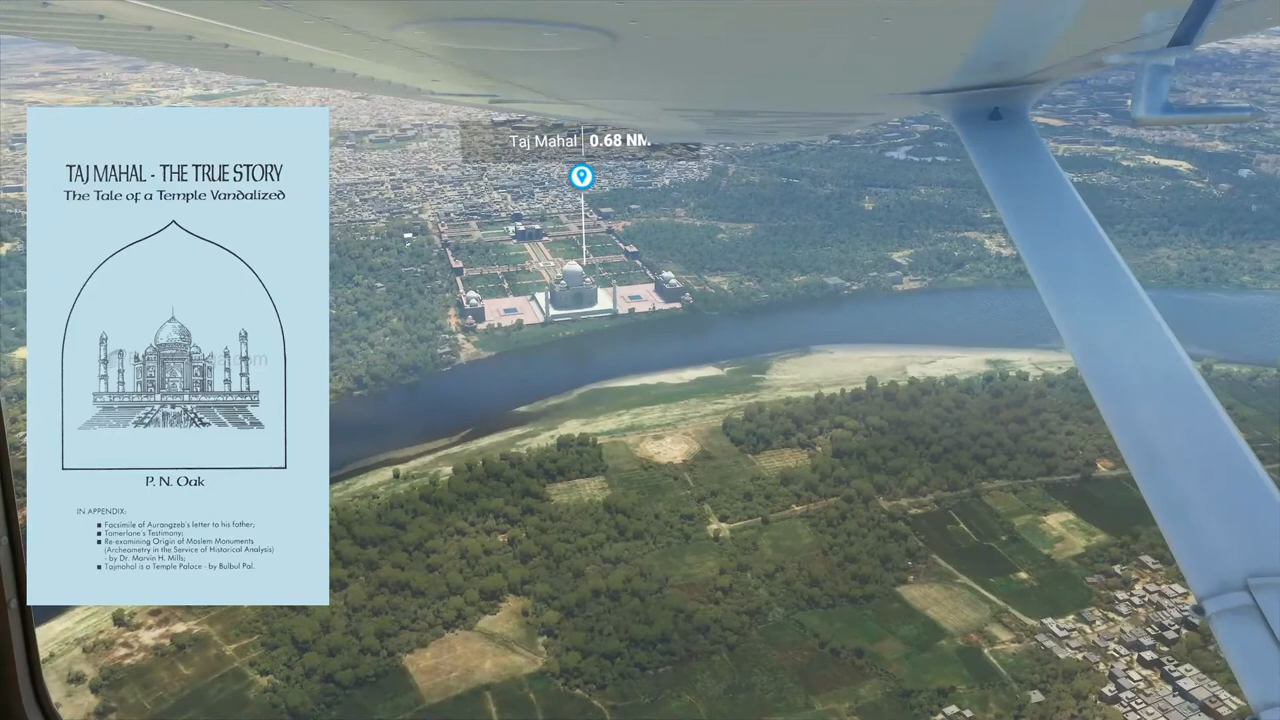 Taj Mahal 0.68 NM.
TAJ MAHAL - THE TRUE STORY
The Tale of a Temple Vandalized
P. N. Oak
IN APPENDIX:
■ Facsimile of Aurangzeb's letter to his father;
■ Tamerlane's Testimony;
■ Re-examining Origin of Moslem Monuments
(Archeometry in the Service of Historical Analysis)
- by Dr. Marvin H. Mills;
■ Tajmahal is a Temple Palace - by Bulbul Pal.